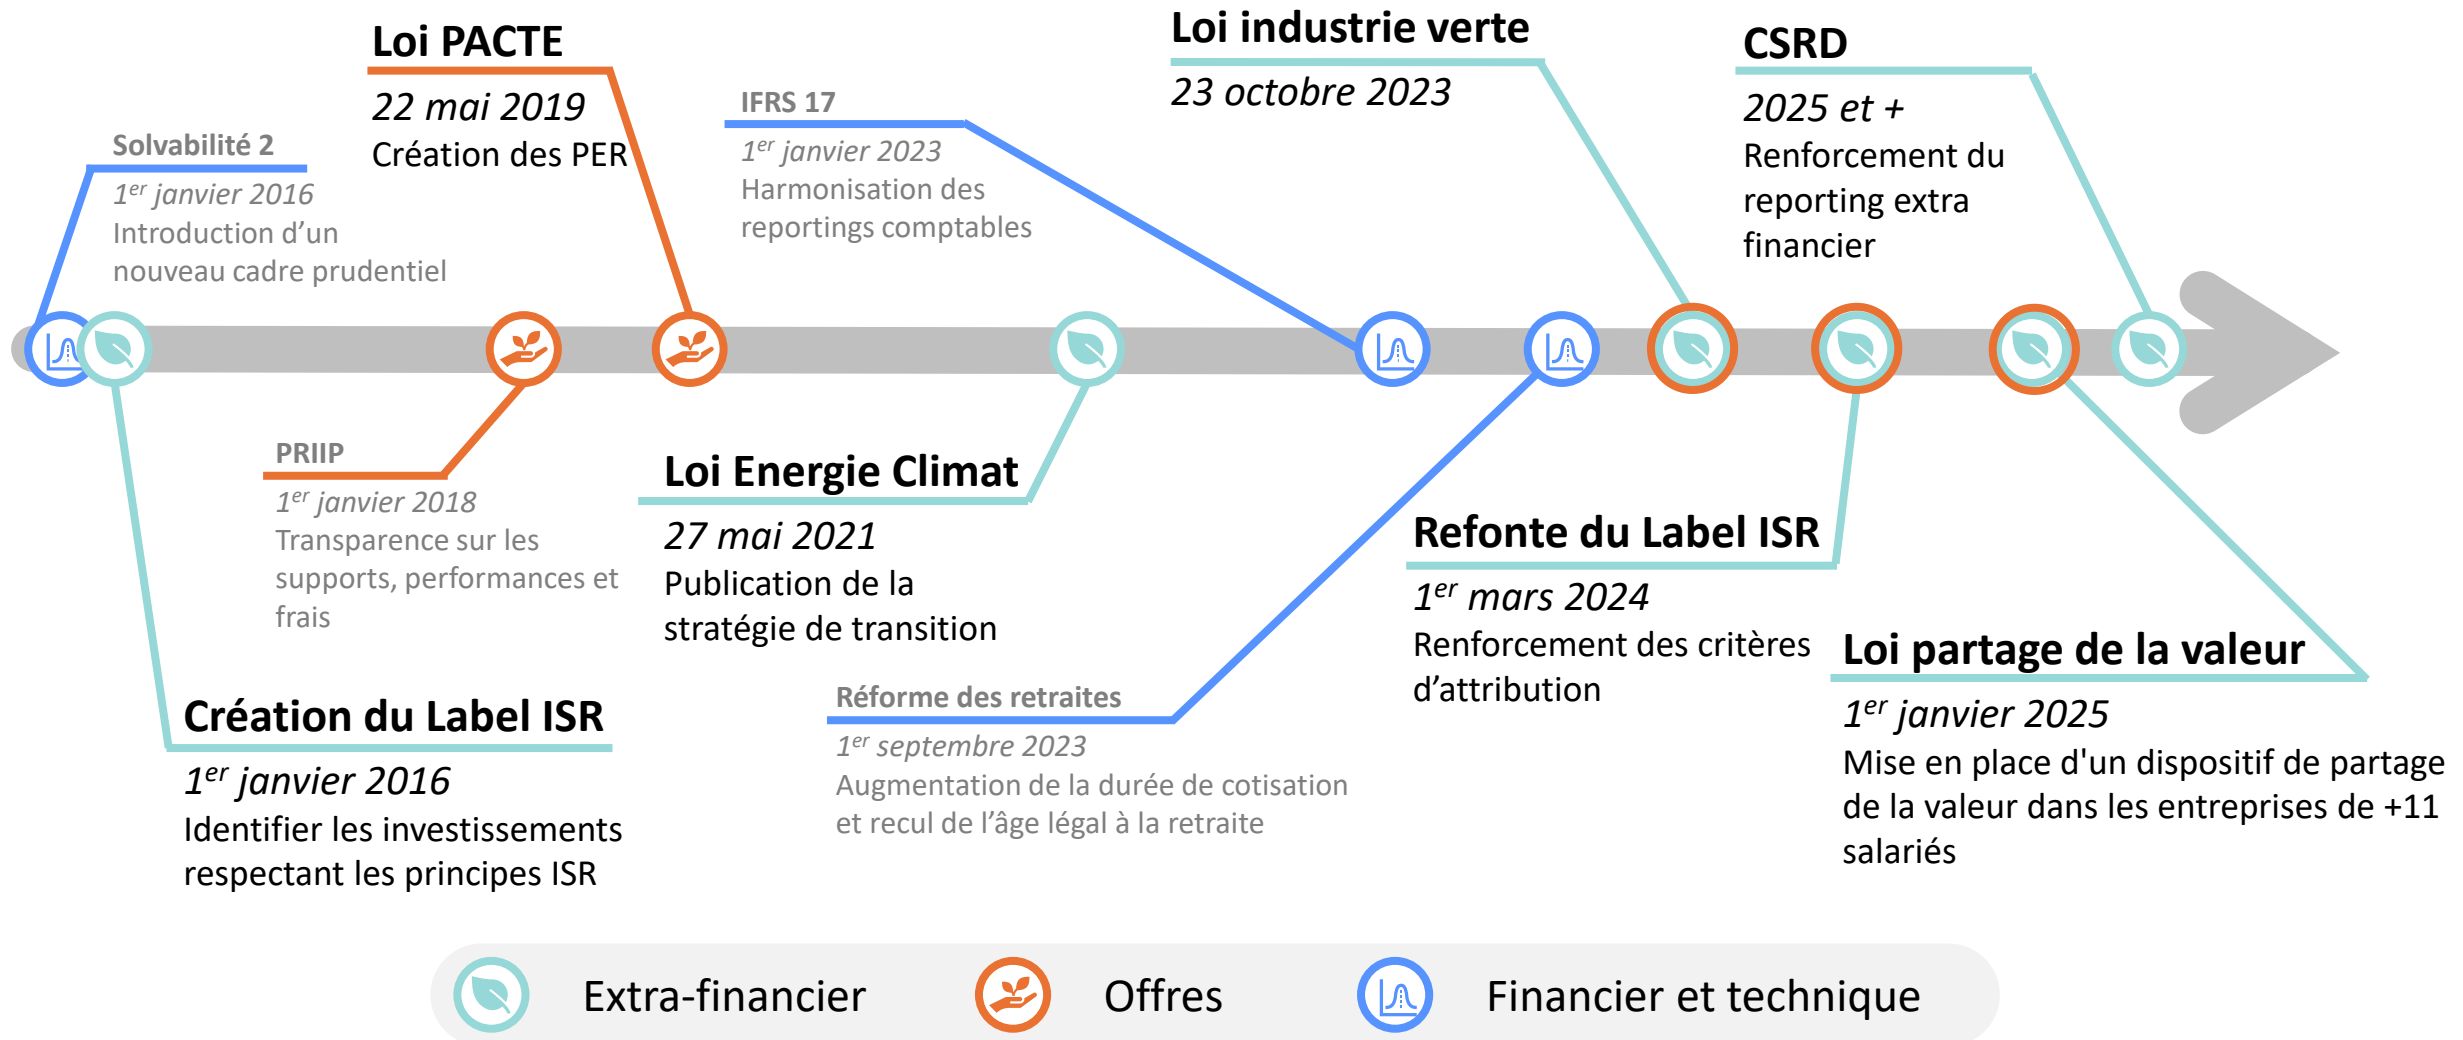 Loi PACTE
22 mai 2019
Création des PER
Loi industrie verte
23 octobre 2023
CSRD
2025 et +
Renforcement du
reporting extra
financier
IFRS 17
1er janvier 2023
Harmonisation des
reportings comptables
Solvabilité 2
1er janvier 2016
Introduction d’un
nouveau cadre prudentiel
PRIIP
1er janvier 2018
Transparence sur les
supports, performances et
frais
Loi Energie Climat
27 mai 2021
Publication de la
stratégie de transition
Refonte du Label ISR
1er mars 2024
Renforcement des critères
d’attribution
Création du Label ISR
1er janvier 2016
Identifier les investissements
respectant les principes ISR
Réforme des retraites
1er septembre 2023
Augmentation de la durée de cotisation
et recul de l’âge légal à la retraite
Loi partage de la valeur
1er janvier 2025
Mise en place d'un dispositif de partage
de la valeur dans les entreprises de +11
salariés
Extra-financier
Offres
Financier et technique